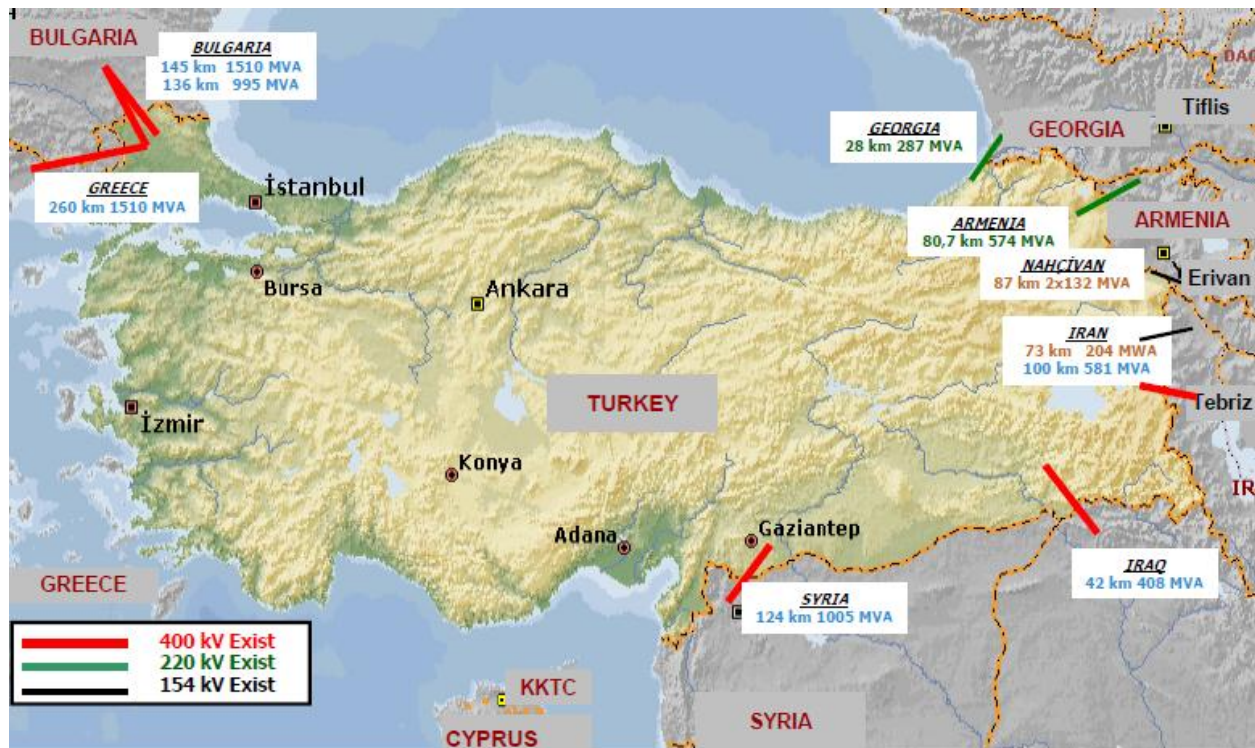 BULGARIA
BULGARIA
145 km 1510 MVA
136 km 995 MVA
GREECE
260 km 1510 MVA
İstanbul
Bursa
Ankara
İzmir
Konya
Adana
Gaziantep
TURKEY
GEORGIA
28 km 287 MVA
GEORGIA
Tiflis
ARMENIA
80,7 km 574 MVA
ARMENIA
NAHÇİVAN
87 km 2x132 MVA
Erivan
IRAN
73 km 204 MWA
100 km 581 MVA
Tebriz
IRAQ
42 km 408 MVA
SYRIA
124 km 1005 MVA
GREECE
400 kV Exist
220 kV Exist
154 kV Exist
KKTC
CYPRUS
SYRIA